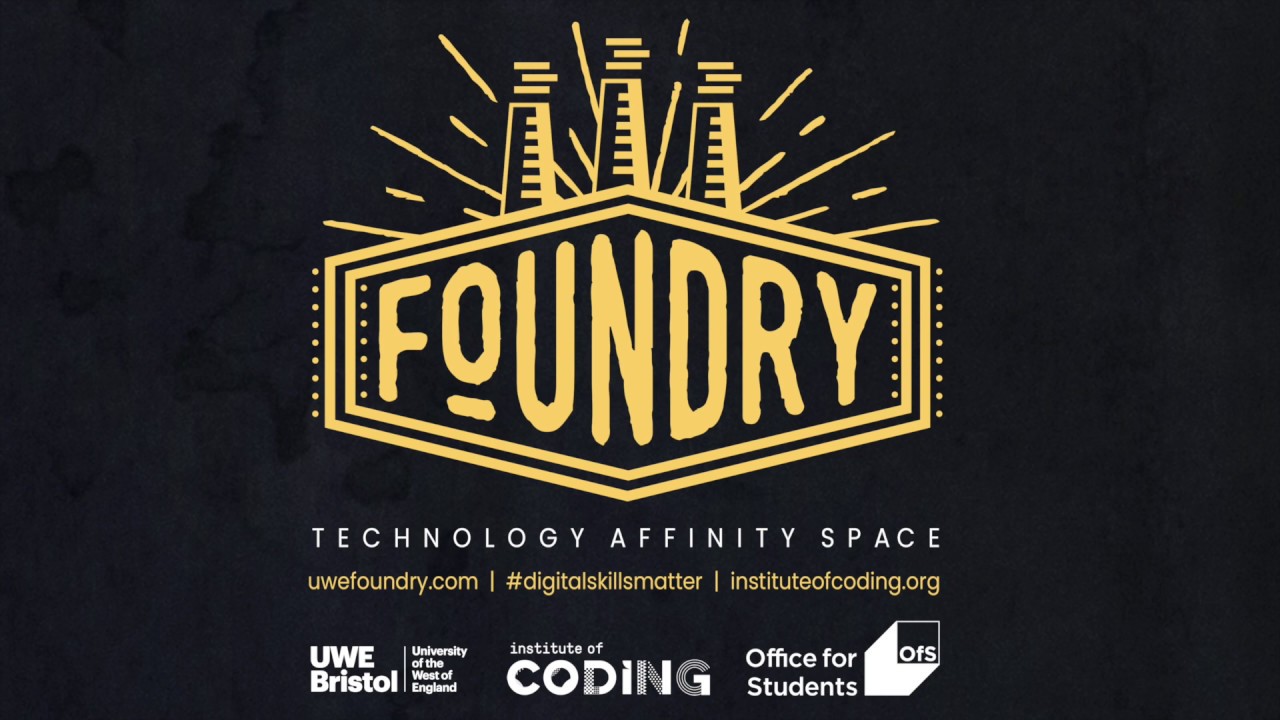 FOUNDRY
TECHNOLOGY AFFINITY SPACE
uwefoundry.com | #digitalskillsmatter | instituteofcoding.org
UWE Bristol
University of the West of England
institute of
CODING
Office for Students
OfS